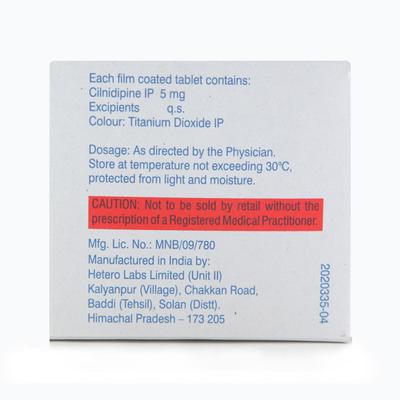 Each film coated tablet contains:
Cilnidipine IP 5 mg
Excipients q.s.
Colour: Titanium Dioxide IP
Dosage: As directed by the Physician.
Store at temperature not exceeding 30ºC,
protected from light and moisture.
CAUTION: Not to be sold by retail without the
prescription of a Registered Medical Practitioner.
Mfg. Lic. No.: MNB/09/780
Manufactured in India by:
Hetero Labs Limited (Unit II)
Kalyanpur (Village), Chakkan Road,
Baddi (Tehsil), Solan (Distt).
Himachal Pradesh – 173 205
2020335-04